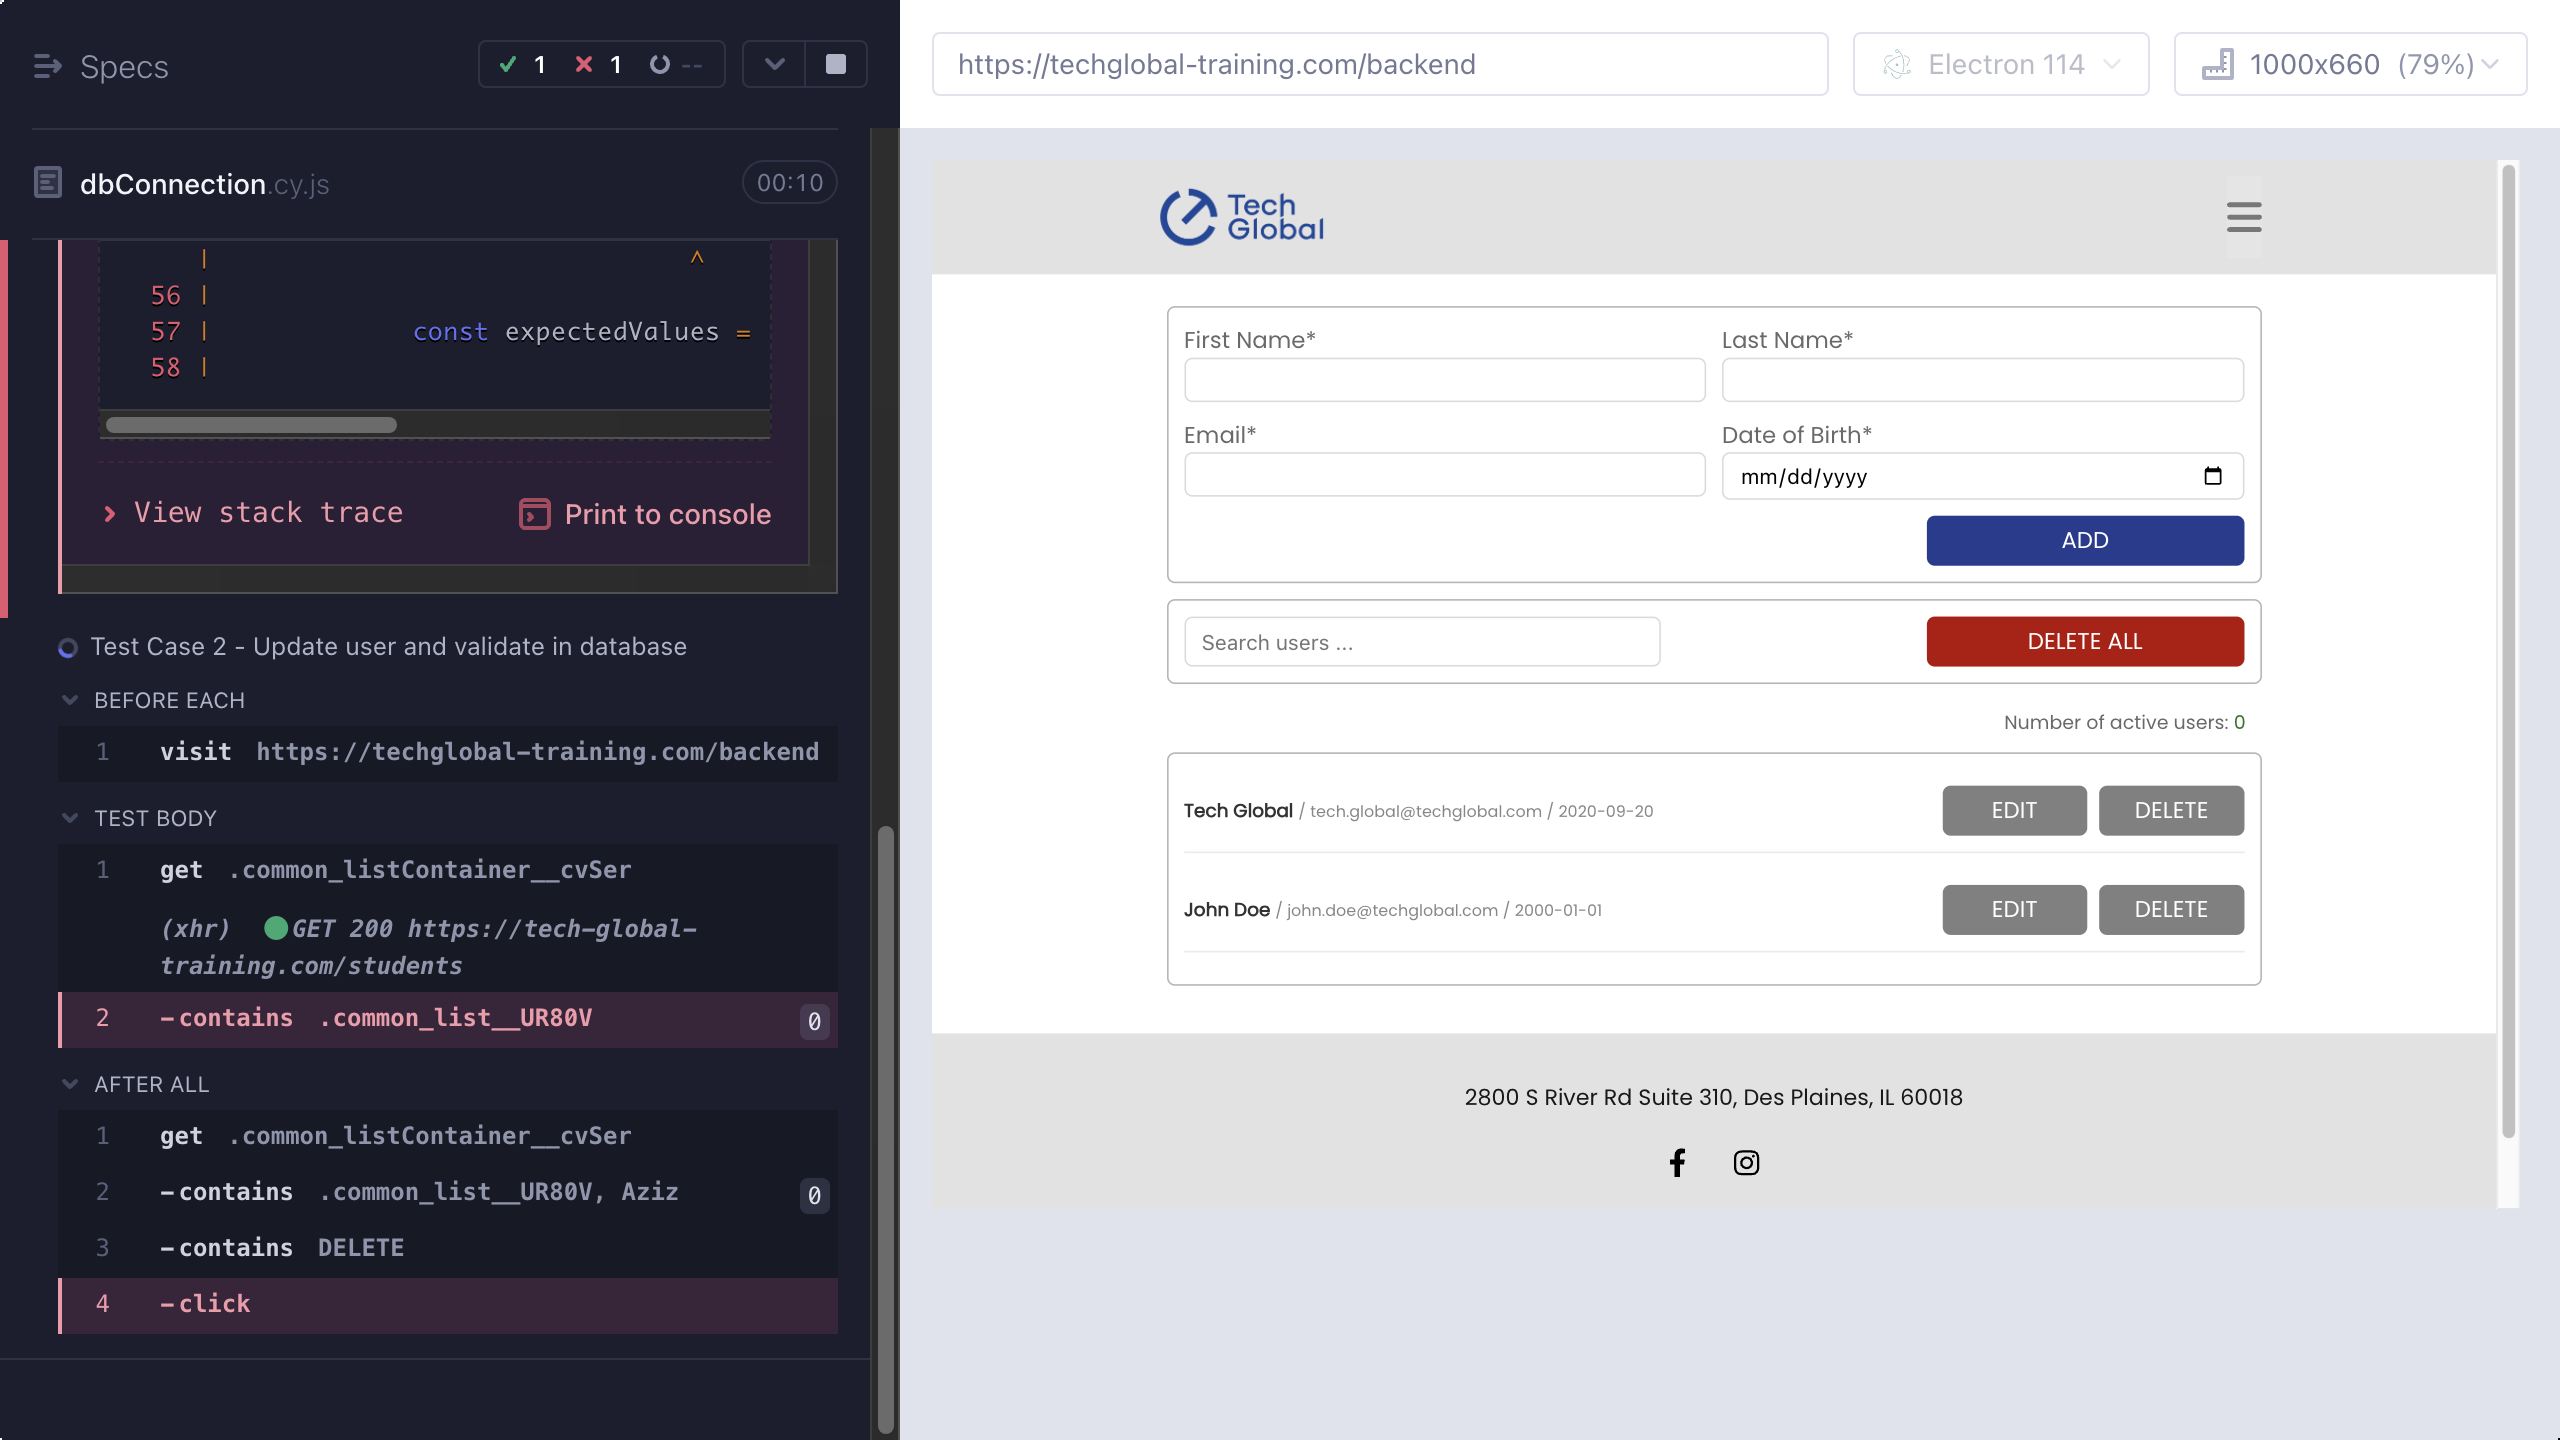 Specs
1 1 --
dbConnection.cy.js
00:10
| ^
56 |
57 | const expectedValues =
58 |
View stack trace
Print to console
Test Case 2 - Update user and validate in database
BEFORE EACH
1 visit https://techglobal-training.com/backend
TEST BODY
1 get .common_listContainer__cvSer
(xhr) GET 200 https://tech-global-
training.com/students
2 -contains .common_list__UR80V 0
AFTER ALL
1 get .common_listContainer__cvSer
2 -contains .common_list__UR80V, Aziz 0
3 -contains DELETE
4 -click
https://techglobal-training.com/backend
Electron 114
1000x660 (79%)
Tech
Global
First Name*
Last Name*
Email*
Date of Birth*
mm/dd/yyyy
ADD
Search users ...
DELETE ALL
Number of active users: 0
Tech Global / tech.global@techglobal.com / 2020-09-20
EDIT
DELETE
John Doe / john.doe@techglobal.com / 2000-01-01
EDIT
DELETE
2800 S River Rd Suite 310, Des Plaines, IL 60018